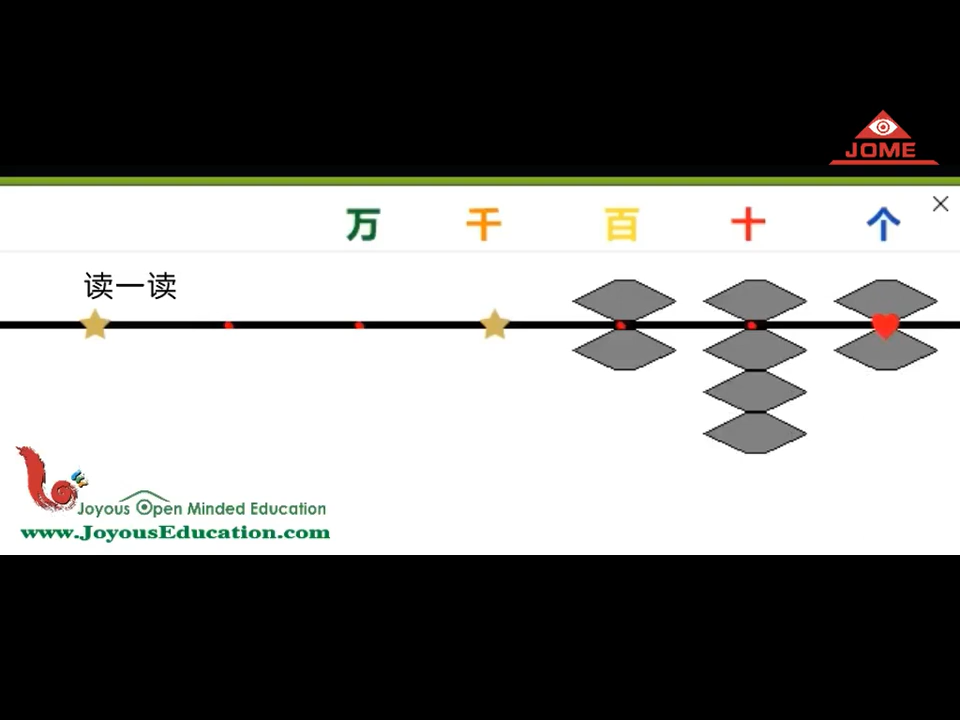 JOME
万 千 百 十 个
读一读
Joyous Open Minded Education
www.JoyousEducation.com